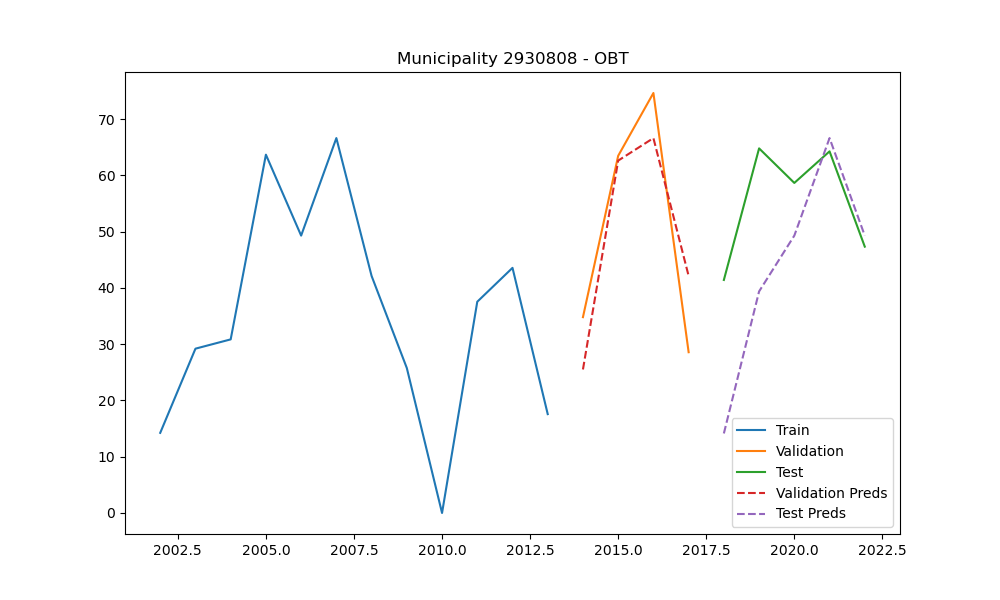 Municipality 2930808 - OBT
70
60
50
40
30
20
10
0
2002.5 2005.0 2007.5 2010.0 2012.5 2015.0 2017.5 2020.0 2022.5
Train
Validation
Test
Validation Preds
Test Preds